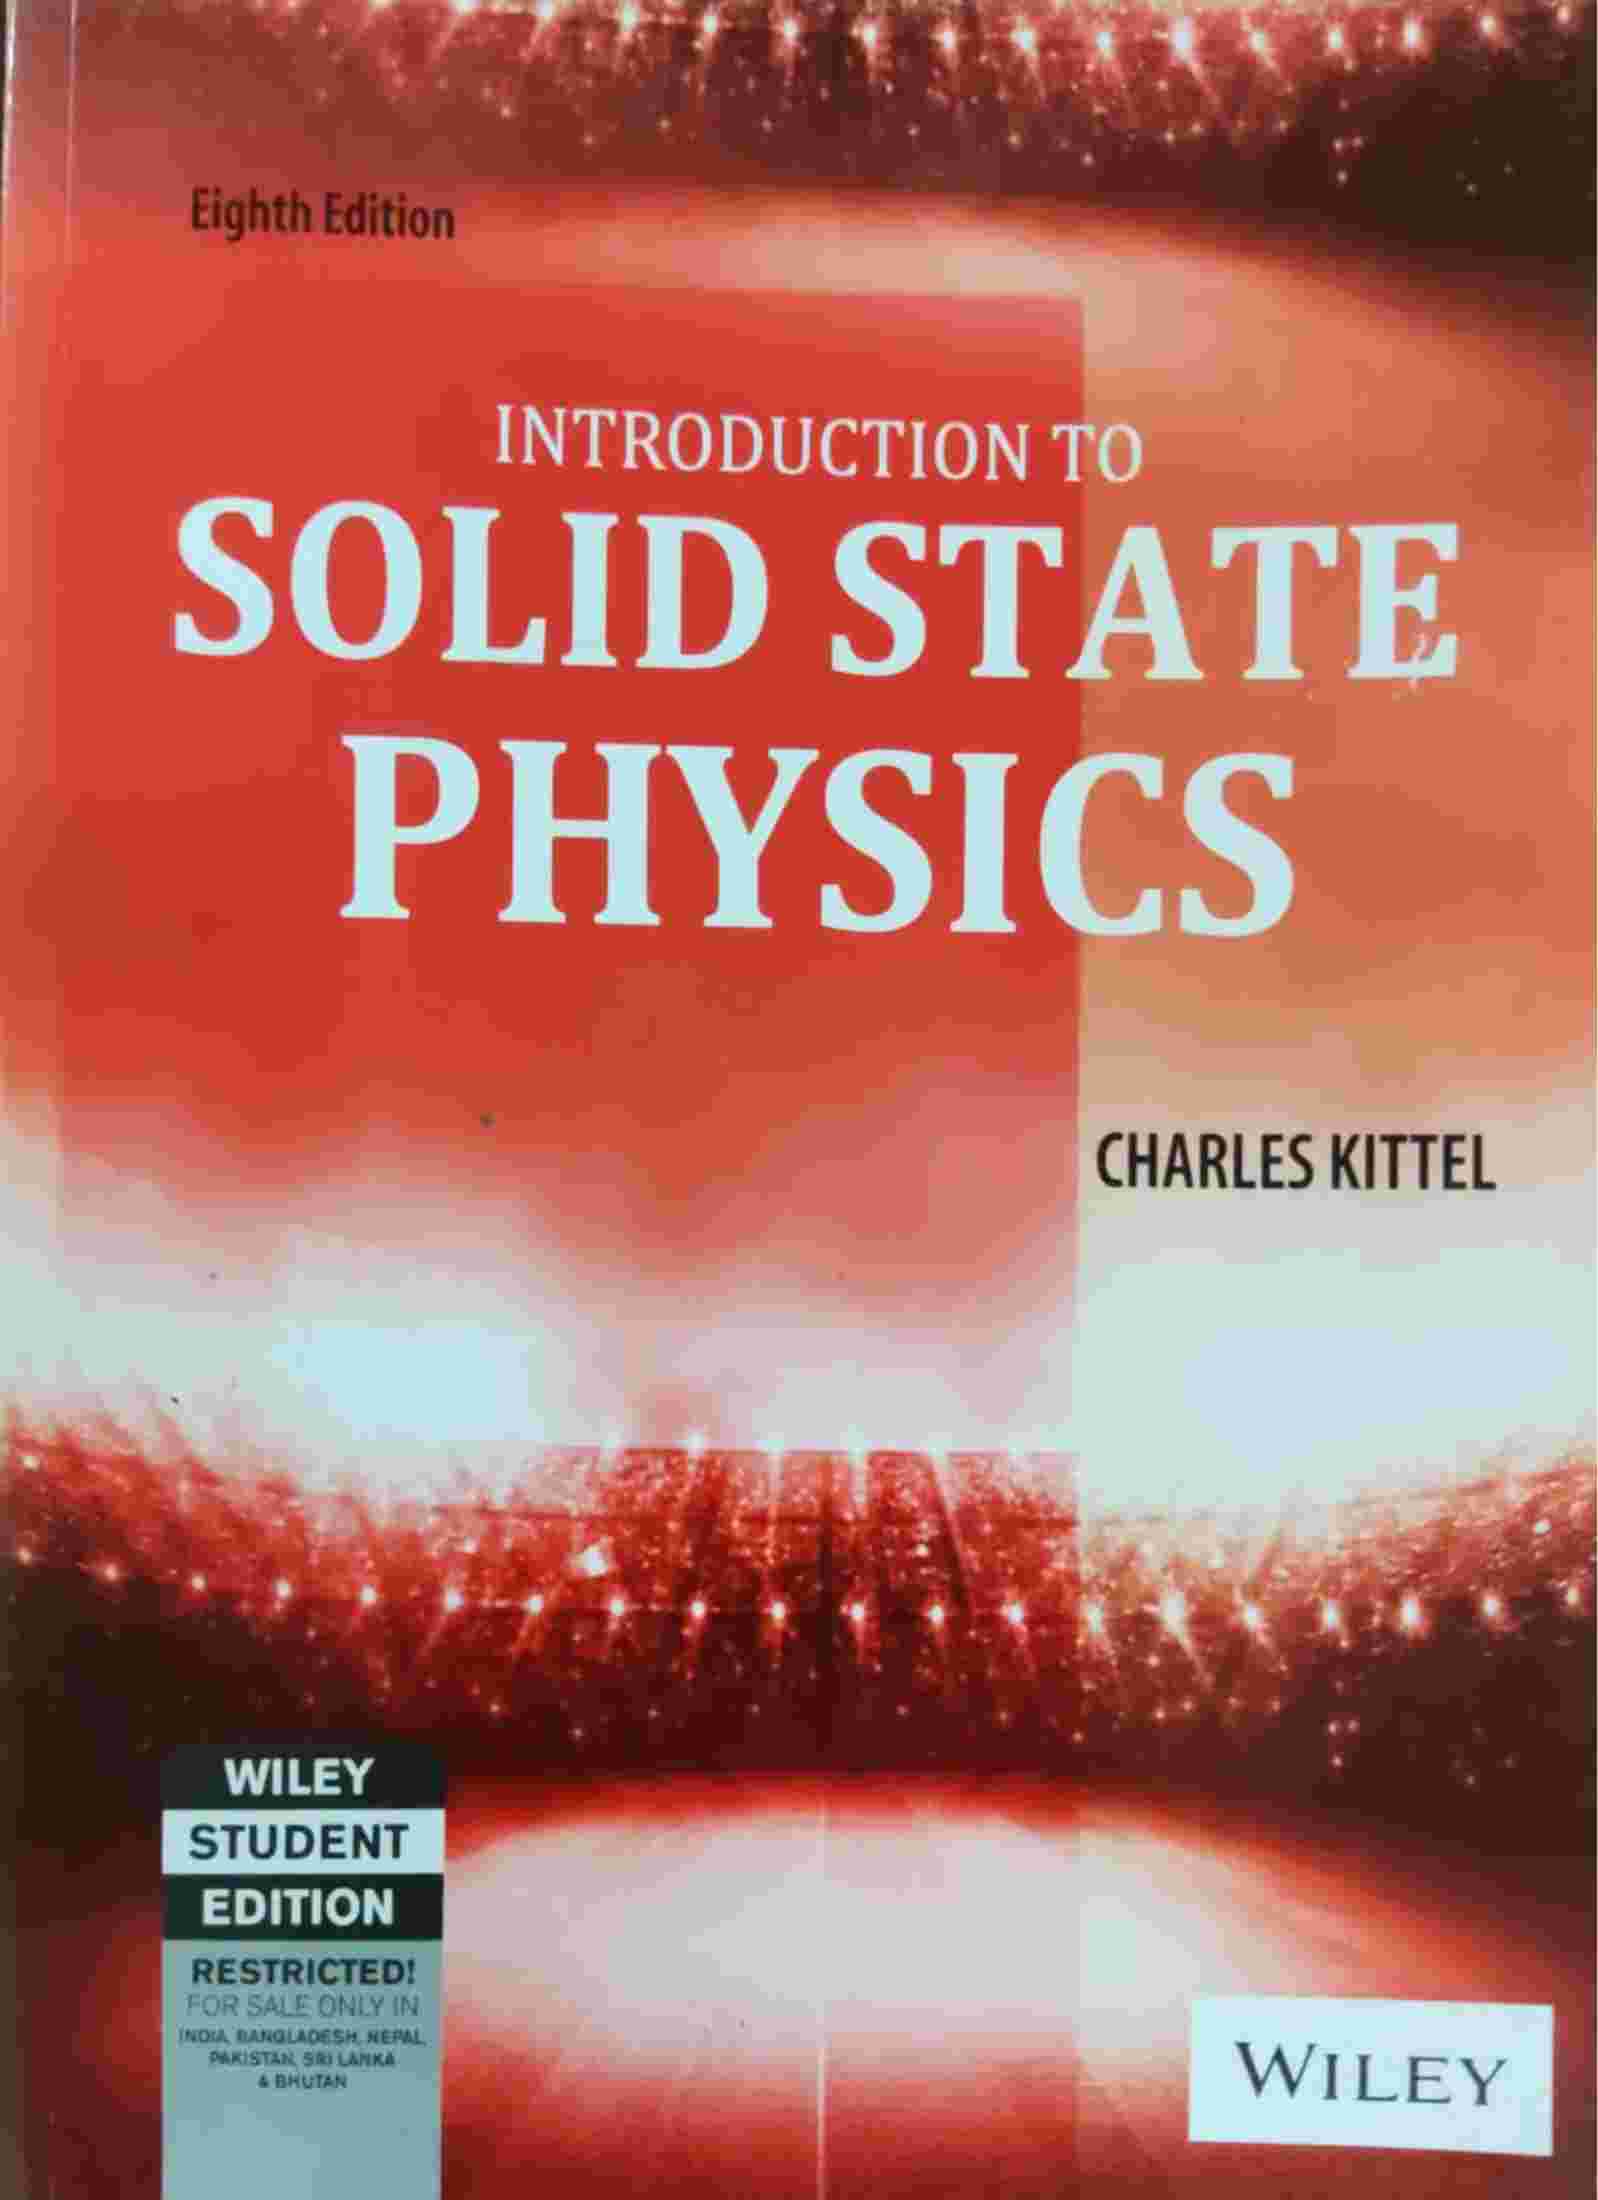 Eighth Edition
INTRODUCTION TO
SOLID STATE
PHYSICS
CHARLES KITTEL
WILEY
STUDENT
EDITION
RESTRICTED!
FOR SALE ONLY IN
INDIA, BANGLADESH, NEPAL,
PAKISTAN, SRI LANKA
& BHUTAN
WILEY